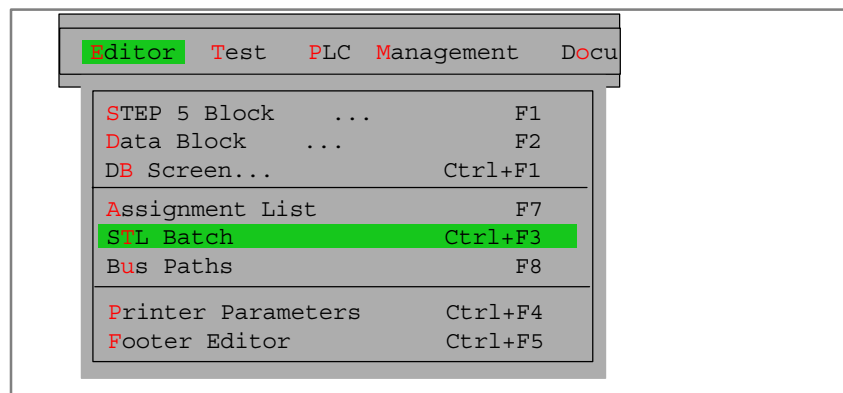 Editor Test PLC Management Docu
STEP 5 Block ... F1
Data Block ... F2
DB Screen... Ctrl+F1
Assignment List F7
STL Batch Ctrl+F3
Bus Paths F8
Printer Parameters Ctrl+F4
Footer Editor Ctrl+F5